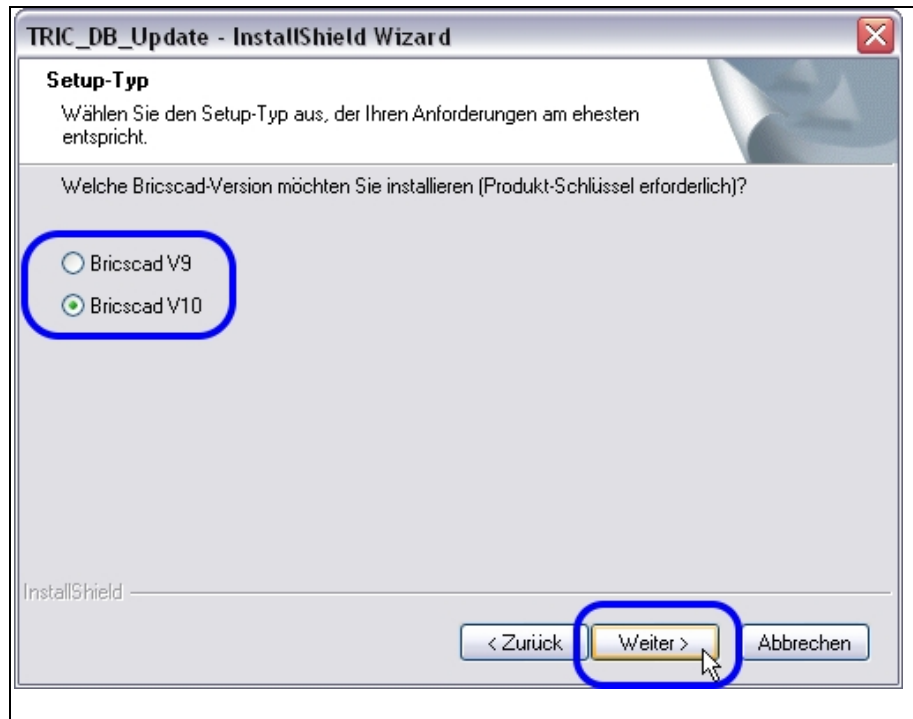 TRIC_DB_Update - InstallShield Wizard
Setup-Typ
Wählen Sie den Setup-Typ aus, der Ihren Anforderungen am ehesten
entspricht.
Welche Bricscad-Version möchten Sie installieren (Produkt-Schlüssel erforderlich)?
Bricscad V9
Bricscad V10
InstallShield
< Zurück Weiter > Abbrechen